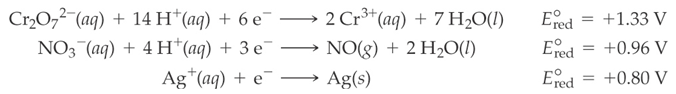 Cr₂O₇²⁻(aq) + 14 H⁺(aq) + 6 e⁻ ⟶ 2 Cr³⁺(aq) + 7 H₂O(l) E°red = +1.33 V
NO₃⁻(aq) + 4 H⁺(aq) + 3 e⁻ ⟶ NO(g) + 2 H₂O(l) E°red = +0.96 V
Ag⁺(aq) + e⁻ ⟶ Ag(s) E°red = +0.80 V